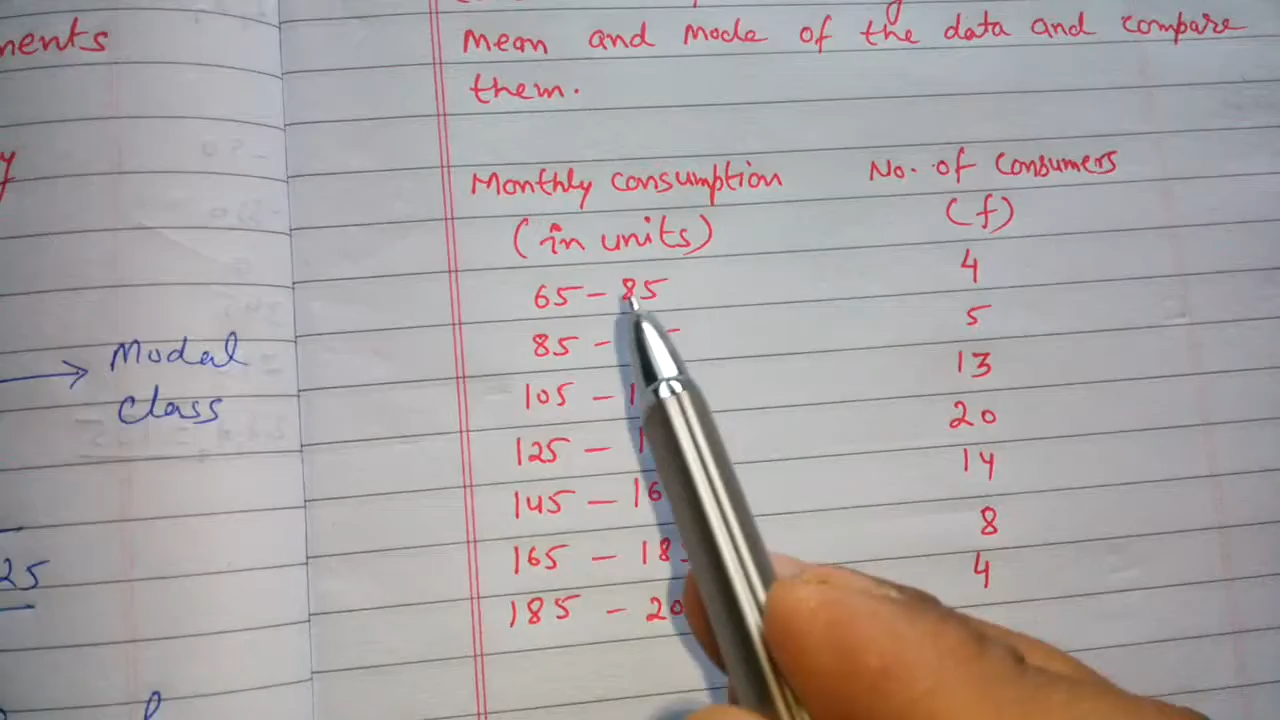 ments
y
Modal
class
25
mean and mode of the data and compare
them.
Monthly consumption No. of Consumers
(in units) (f)
65 - 85 4
85 - 5
105 - 1 13
125 - 1 20
145 - 16 14
165 - 18 8
185 - 20 4